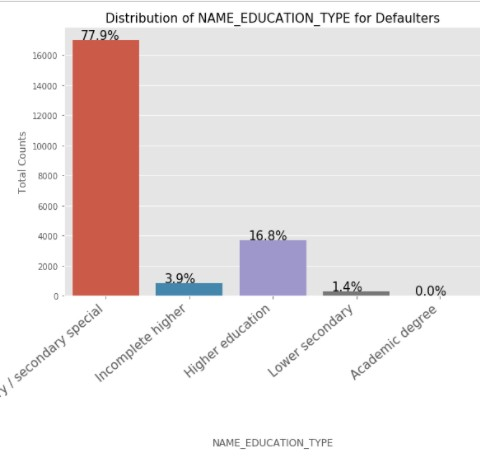 Distribution of NAME_EDUCATION_TYPE for Defaulters
77.9%
3.9%
16.8%
1.4%
0.0%
Total Counts
16000
14000
12000
10000
8000
6000
4000
2000
0
/ secondary special
Incomplete higher
Higher education
Lower secondary
Academic degree
NAME_EDUCATION_TYPE